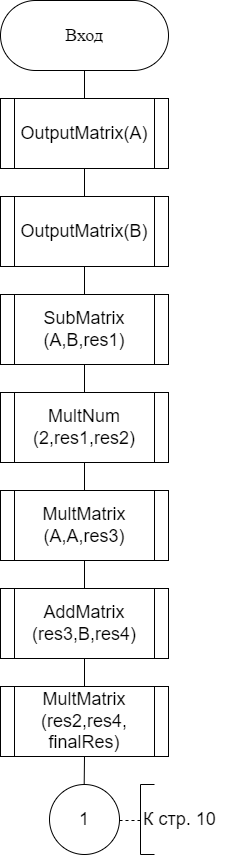 Вход
OutputMatrix(A)
OutputMatrix(B)
SubMatrix
(A,B,res1)
MultNum
(2,res1,res2)
MultMatrix
(A,A,res3)
AddMatrix
(res3,B,res4)
MultMatrix
(res2,res4,
finalRes)
1
К стр. 10